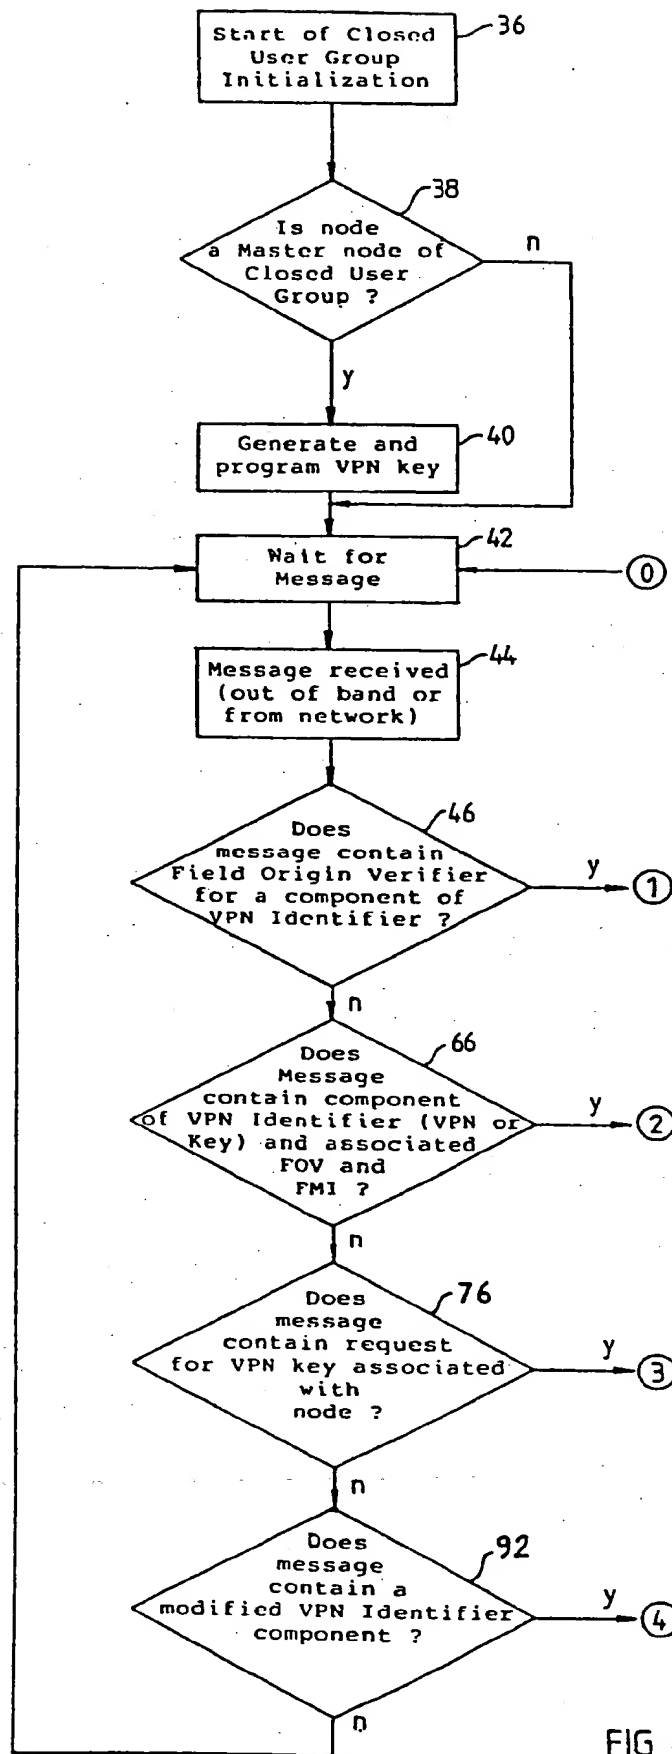 Start of Closed
User Group
Initialization
36
38
Is node
a Master node of
Closed User
Group ?
n
y
Generate and
program VPN key
40
Wait for
Message
42
0
Message received
(out of band or
from network)
44
46
Does
message contain
Field Origin Verifier
for a component of
VPN Identifier ?
y
1
n
66
Does
Message
contain component
of VPN Identifier (VPN or
Key) and associated
FOV and
FMI ?
y
2
n
76
Does
message
contain request
for VPN key associated
with
node ?
y
3
n
92
Does
message
contain a
modified VPN Identifier
component ?
y
4
n
FIG